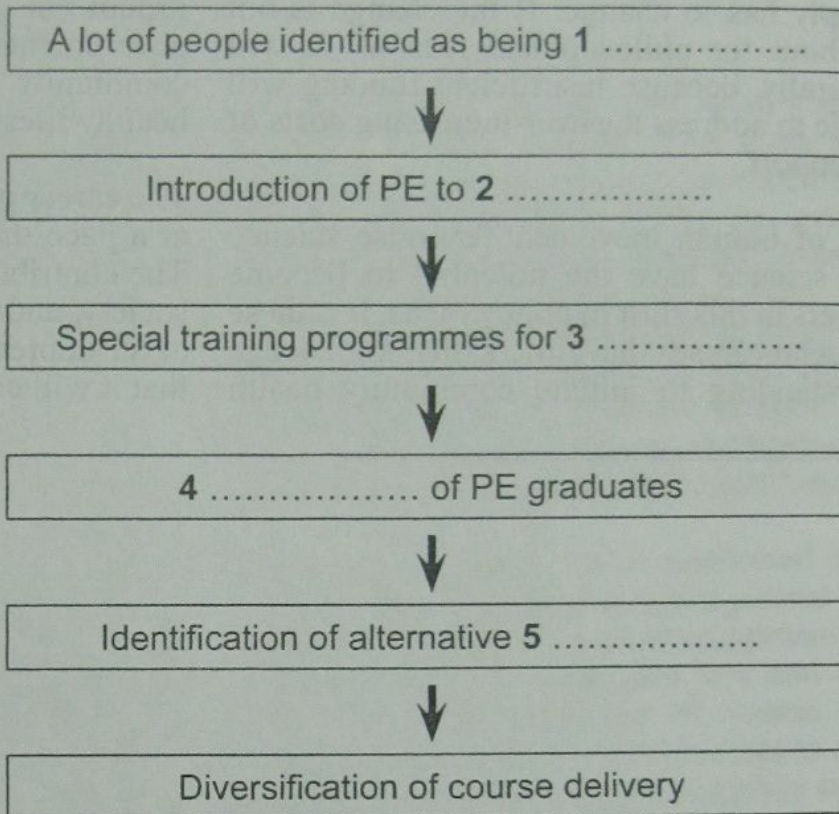 A lot of people identified as being 1 ..................
Introduction of PE to 2 ..................
Special training programmes for 3 ..................
4 .................. of PE graduates
Identification of alternative 5 ..................
Diversification of course delivery